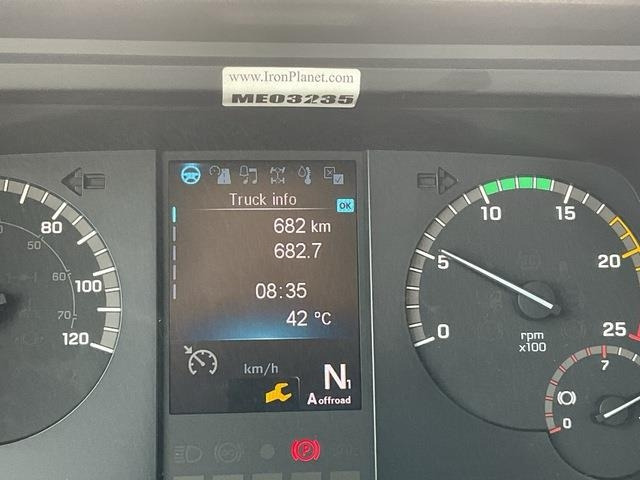 www.IronPlanet.com
ME03235
Truck info
OK
682 km
682.7
08:35
42 °C
km/h
N1
A offroad
80
100
120
50
60
70
0
5
10
15
20
25
rpm
x100
0
7